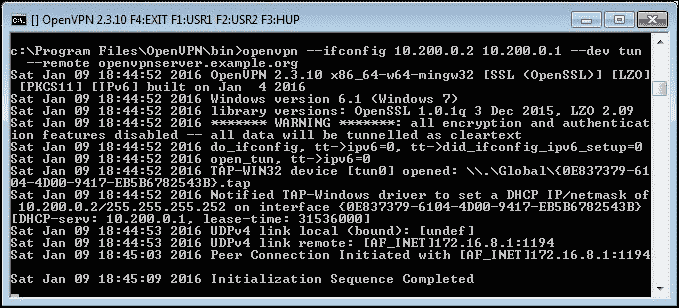 [] OpenVPN 2.3.10 F4:EXIT F1:USR1 F2:USR2 F3:HUP
c:\Program Files\OpenVPN\bin>openvpn --ifconfig 10.200.0.2 10.200.0.1 --dev tun
--remote openvpnserver.example.org
Sat Jan 09 18:44:52 2016 OpenVPN 2.3.10 x86_64-w64-mingw32 [SSL (OpenSSL)] [LZO]
[PKCS11] [IPv6] built on Jan  4 2016
Sat Jan 09 18:44:52 2016 Windows version 6.1 (Windows 7)
Sat Jan 09 18:44:52 2016 library versions: OpenSSL 1.0.1q 3 Dec 2015, LZO 2.09
Sat Jan 09 18:44:52 2016 ******* WARNING *******: all encryption and authenticat
ion features disabled -- all data will be tunnelled as cleartext
Sat Jan 09 18:44:52 2016 do_ifconfig, tt->ipv6=0, tt->did_ifconfig_ipv6_setup=0
Sat Jan 09 18:44:52 2016 open_tun, tt->ipv6=0
Sat Jan 09 18:44:52 2016 TAP-WIN32 device [tun0] opened: \\.\Global\{0E837379-61
04-4D00-9417-EB5B6782543B}.tap
Sat Jan 09 18:44:52 2016 Notified TAP-Windows driver to set a DHCP IP/netmask of
10.200.0.2/255.255.255.252 on interface {0E837379-6104-4D00-9417-EB5B6782543B}
[DHCP-serv: 10.200.0.1, lease-time: 31536000]
Sat Jan 09 18:44:53 2016 UDPv4 link local (bound): [undef]
Sat Jan 09 18:44:53 2016 UDPv4 link remote: [AF_INET]172.16.8.1:1194
Sat Jan 09 18:45:03 2016 Peer Connection Initiated with [AF_INET]172.16.8.1:1194
Sat Jan 09 18:45:09 2016 Initialization Sequence Completed